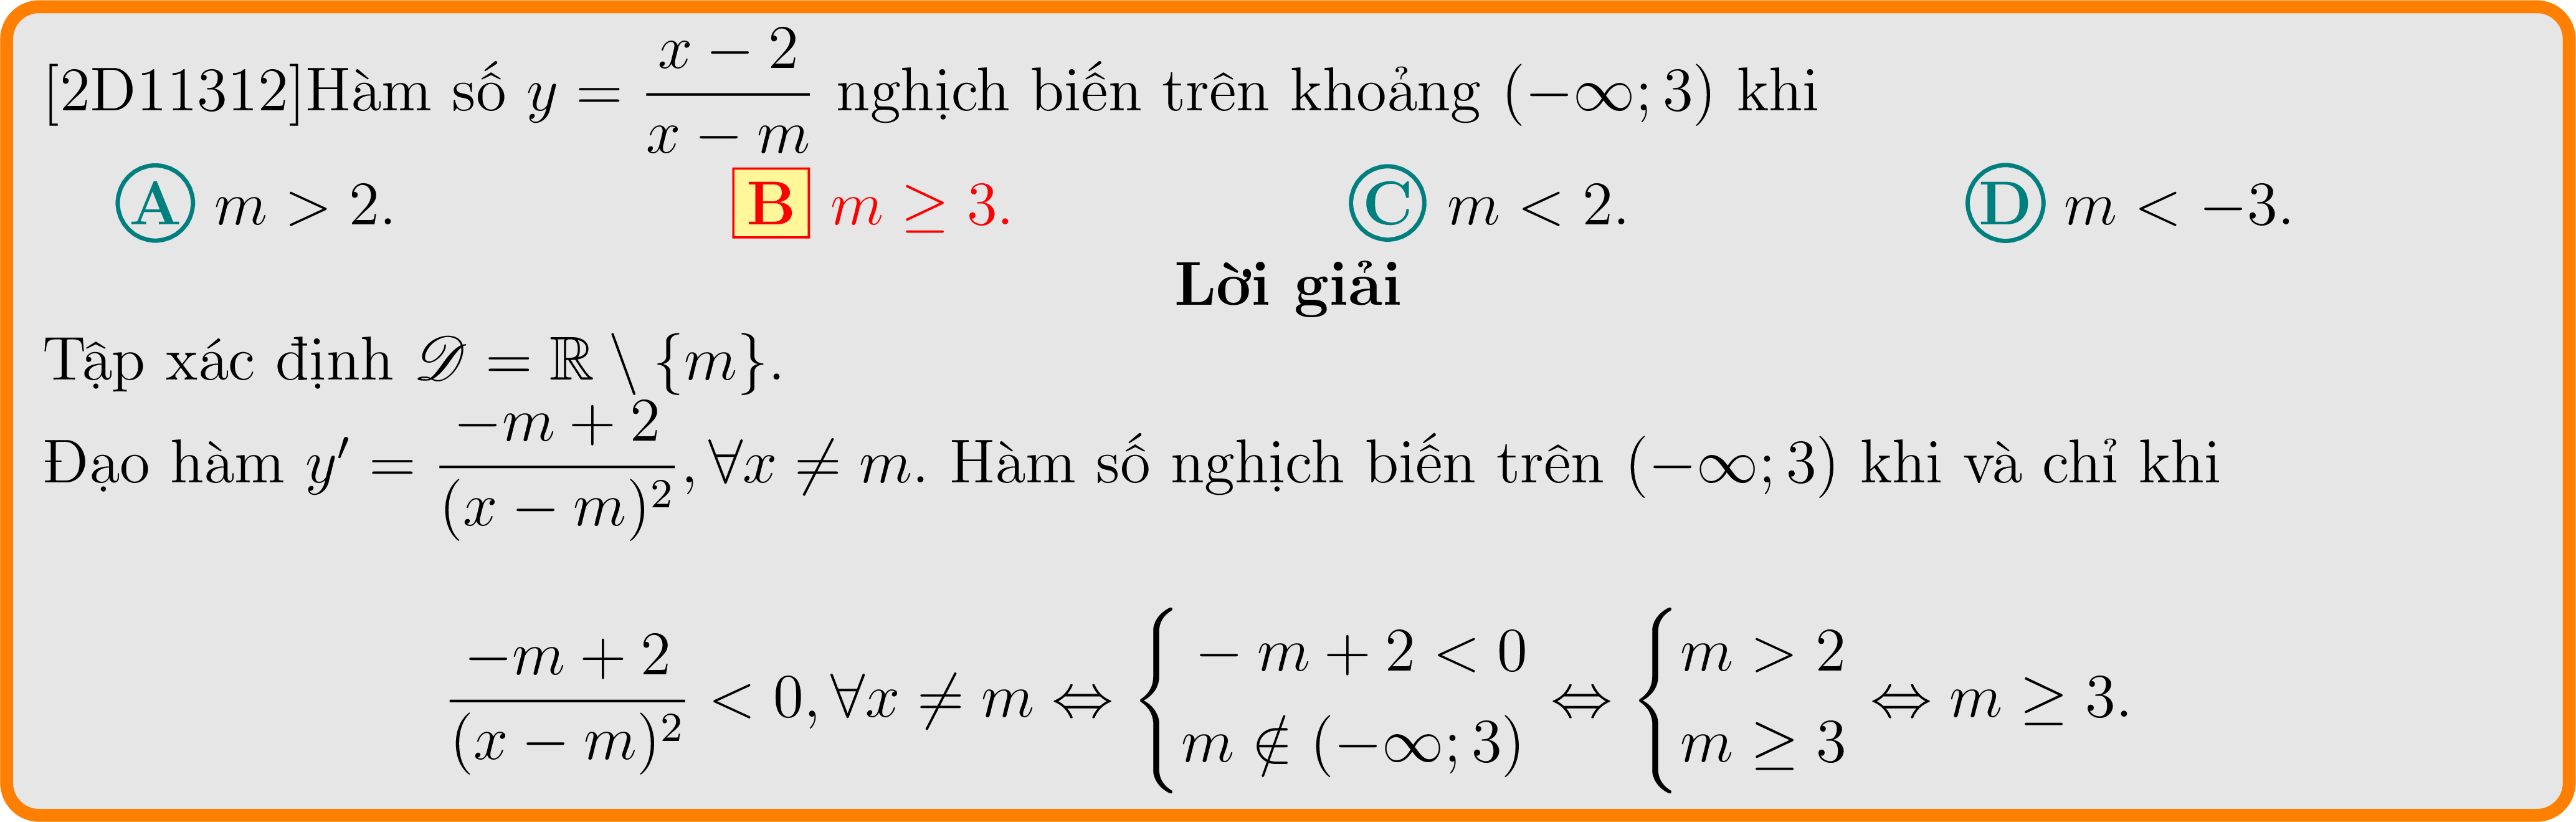 [2D11312]Hàm số $y = \dfrac{x-2}{x-m}$ nghịch biến trên khoảng $(-\infty; 3)$ khi
A $m > 2$. B $m \geq 3$. C $m < 2$. D $m < -3$.
Lời giải
Tập xác định $\mathscr{D} = \mathbb{R} \setminus \{m\}$.
Đạo hàm $y' = \dfrac{-m+2}{(x-m)^2}, \forall x \neq m$. Hàm số nghịch biến trên $(-\infty; 3)$ khi và chỉ khi
$\dfrac{-m+2}{(x-m)^2} < 0, \forall x \neq m \Leftrightarrow \begin{cases} -m+2 < 0 \\ m \notin (-\infty; 3) \end{cases} \Leftrightarrow \begin{cases} m > 2 \\ m \geq 3 \end{cases} \Leftrightarrow m \geq 3.$